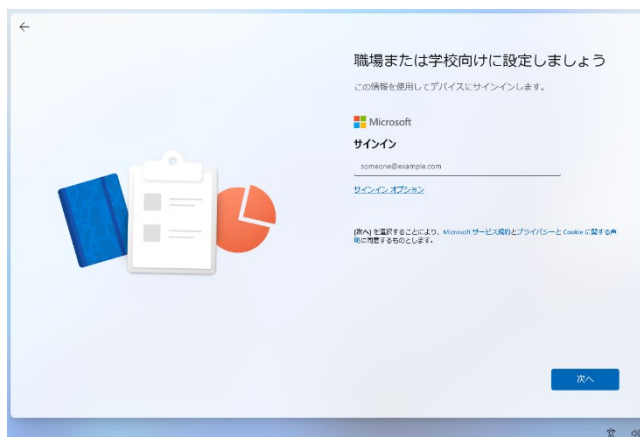 職場または学校向けに設定しましょう
この情報を使用してデバイスにサインインします。
Microsoft
サインイン
someone@example.com
サインイン オプション
[次へ] を選択することにより、Microsoft サービス規約とプライバシーと Cookie に関する声
明に同意するものとします。
次へ